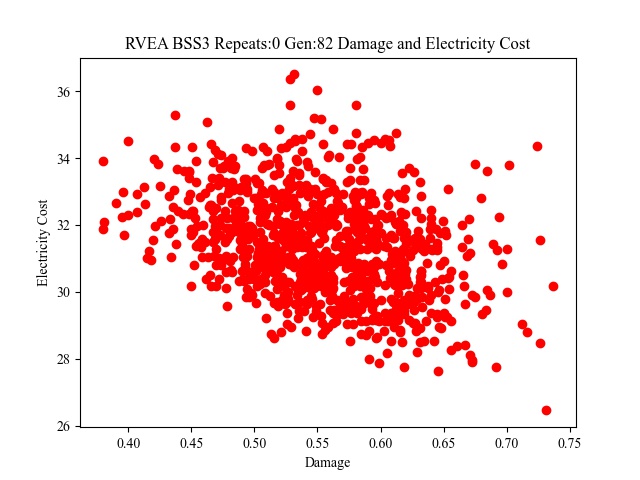 RVEA BSS3 Repeats:0 Gen:82 Damage and Electricity Cost
36
34
32
30
28
26
Electricity Cost
0.40 0.45 0.50 0.55 0.60 0.65 0.70 0.75
Damage